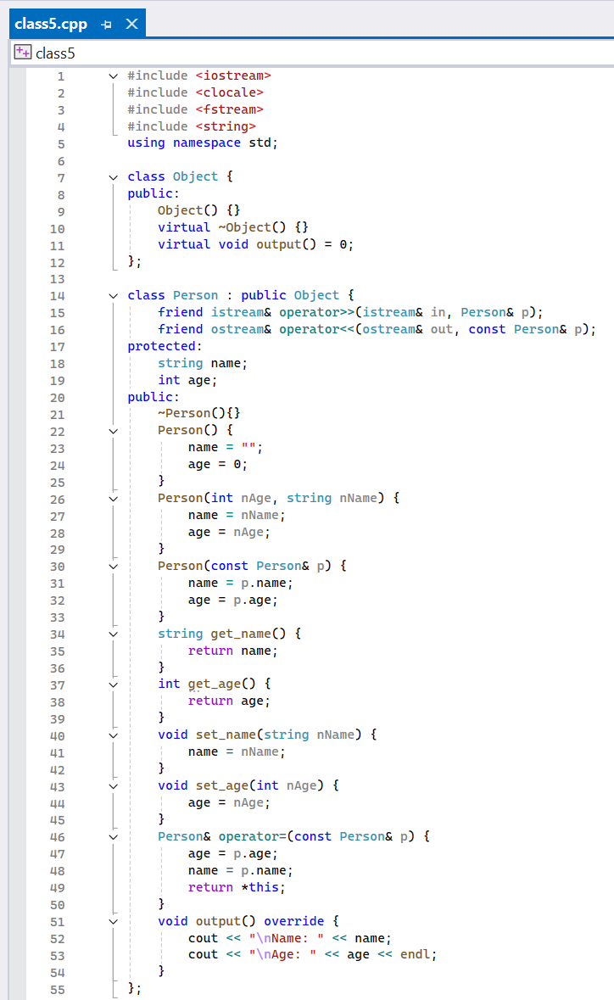 class5.cpp
class5
1 #include <iostream>
2 #include <clocale>
3 #include <fstream>
4 #include <string>
5 using namespace std;
6
7 class Object {
8 public:
9     Object() {}
10     virtual ~Object() {}
11     virtual void output() = 0;
12 };
13
14 class Person : public Object {
15     friend istream& operator>>(istream& in, Person& p);
16     friend ostream& operator<<(ostream& out, const Person& p);
17 protected:
18     string name;
19     int age;
20 public:
21     ~Person(){}
22     Person() {
23         name = "";
24         age = 0;
25     }
26     Person(int nAge, string nName) {
27         name = nName;
28         age = nAge;
29     }
30     Person(const Person& p) {
31         name = p.name;
32         age = p.age;
33     }
34     string get_name() {
35         return name;
36     }
37     int get_age() {
38         return age;
39     }
40     void set_name(string nName) {
41         name = nName;
42     }
43     void set_age(int nAge) {
44         age = nAge;
45     }
46     Person& operator=(const Person& p) {
47         age = p.age;
48         name = p.name;
49         return *this;
50     }
51     void output() override {
52         cout << "\nName: " << name;
53         cout << "\nAge: " << age << endl;
54     }
55 };